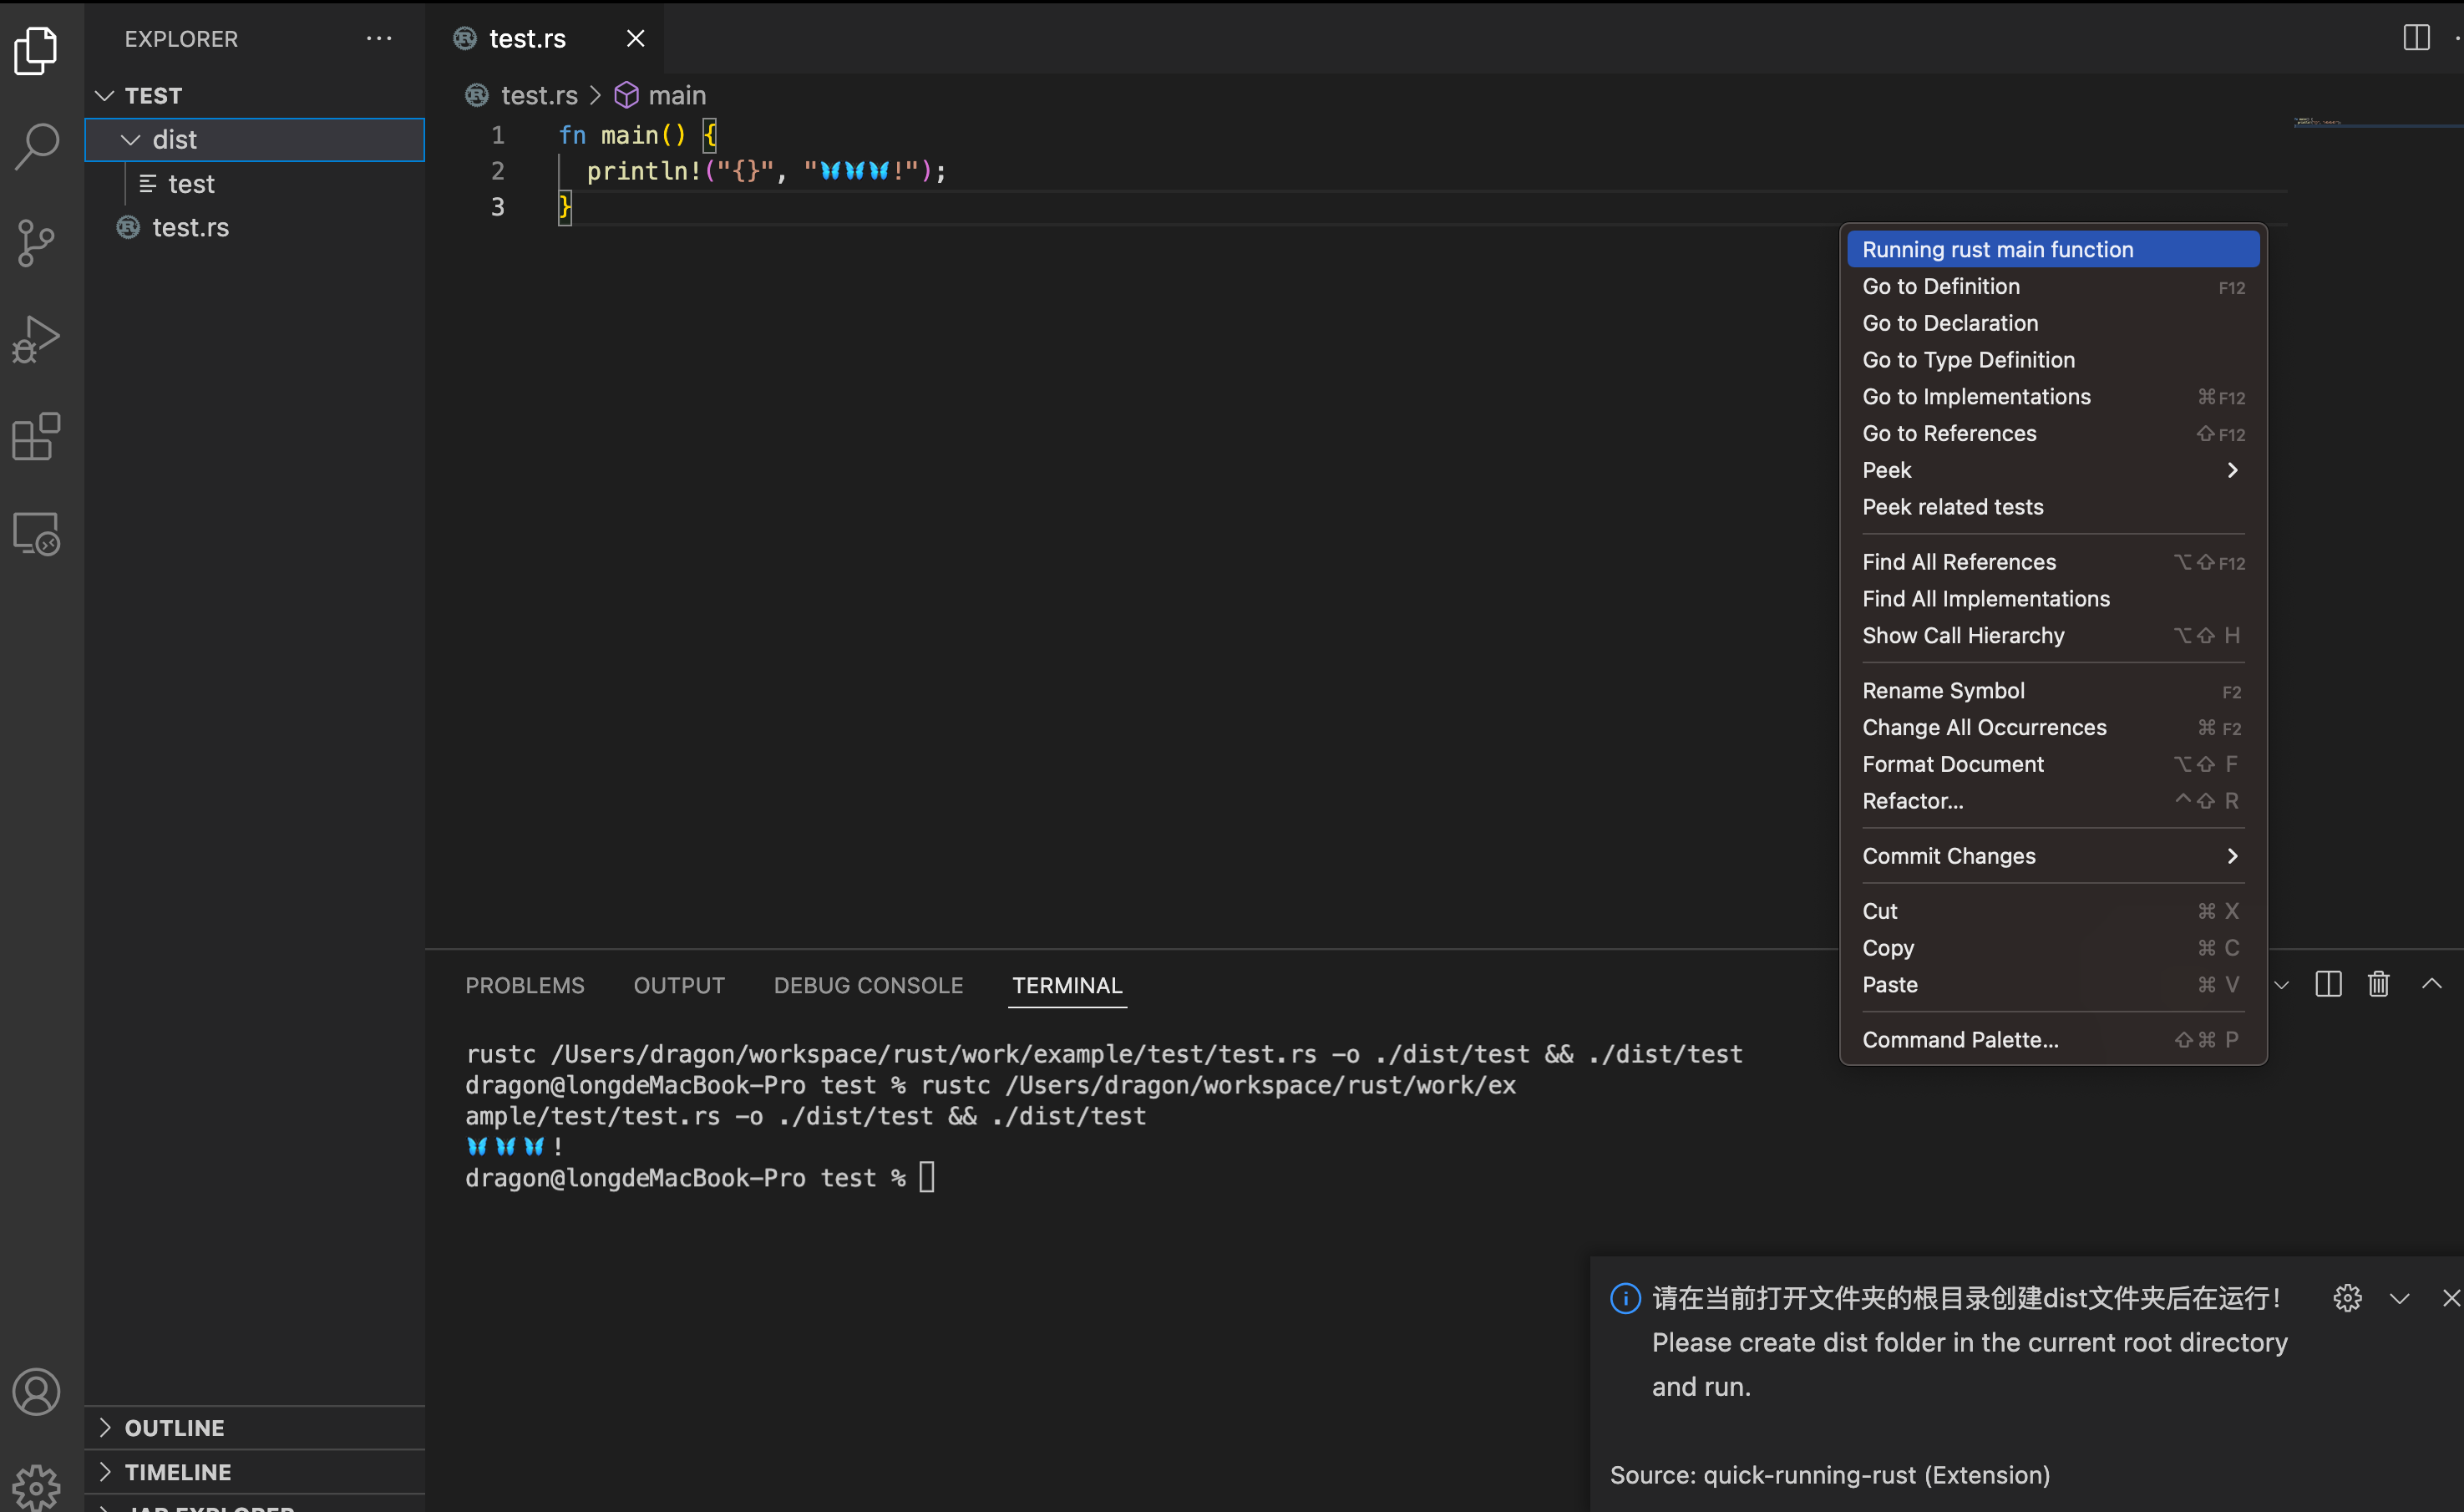 EXPLORER
TEST
dist
test
test.rs
OUTLINE
TIMELINE
test.rs
test.rs > main
1 fn main() {
2 println!("{}", "🦋🦋🦋!");
3 }
Running rust main function
Go to Definition F12
Go to Declaration
Go to Type Definition
Go to Implementations ⌘F12
Go to References ⇧F12
Peek
Peek related tests
Find All References ⌥⇧F12
Find All Implementations
Show Call Hierarchy ⌥⇧ H
Rename Symbol F2
Change All Occurrences ⌘ F2
Format Document ⌥⇧ F
Refactor... ^⇧ R
Commit Changes
Cut ⌘ X
Copy ⌘ C
Paste ⌘ V
Command Palette... ⇧⌘ P
PROBLEMS OUTPUT DEBUG CONSOLE TERMINAL
rustc /Users/dragon/workspace/rust/work/example/test/test.rs -o ./dist/test && ./dist/test
dragon@longdeMacBook-Pro test % rustc /Users/dragon/workspace/rust/work/ex
ample/test/test.rs -o ./dist/test && ./dist/test
🦋🦋🦋!
dragon@longdeMacBook-Pro test %
请在当前打开文件夹的根目录创建dist文件夹后在运行!
Please create dist folder in the current root directory
and run.
Source: quick-running-rust (Extension)